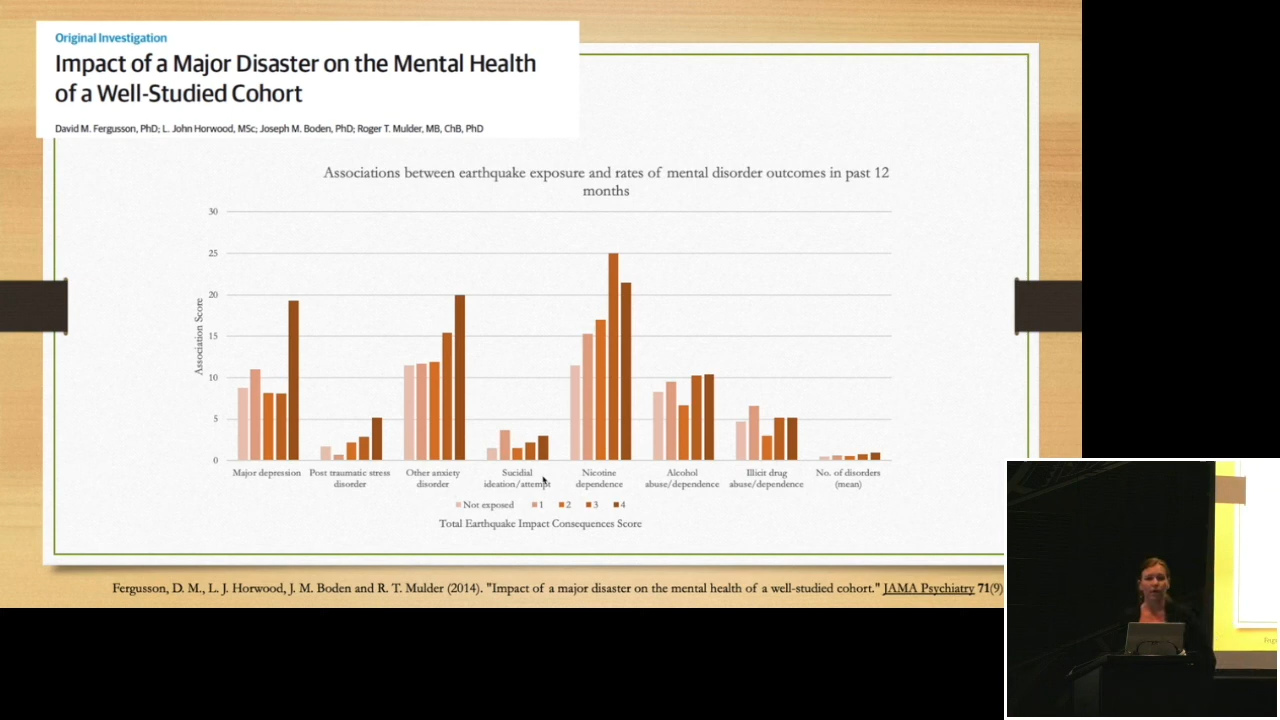 Original Investigation
Impact of a Major Disaster on the Mental Health
of a Well-Studied Cohort
David M. Fergusson, PhD; L. John Horwood, MSc; Joseph M. Boden, PhD; Roger T. Mulder, MB, ChB, PhD
Associations between earthquake exposure and rates of mental disorder outcomes in past 12
months
30
25
20
15
10
5
0
Association Score
Major depression
Post traumatic stress
disorder
Other anxiety
disorder
Sucidial
ideation/attempt
Nicotine
dependence
Alcohol
abuse/dependence
Illicit drug
abuse/dependence
No. of disorders
(mean)
Not exposed 1 2 3 4
Total Earthquake Impact Consequences Score
Fergusson, D. M., L. J. Horwood, J. M. Boden and R. T. Mulder (2014). "Impact of a major disaster on the mental health of a well-studied cohort." JAMA Psychiatry 71(9)